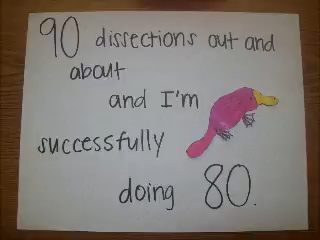 90 dissections out and
about
and I'm
successfully
doing 80.